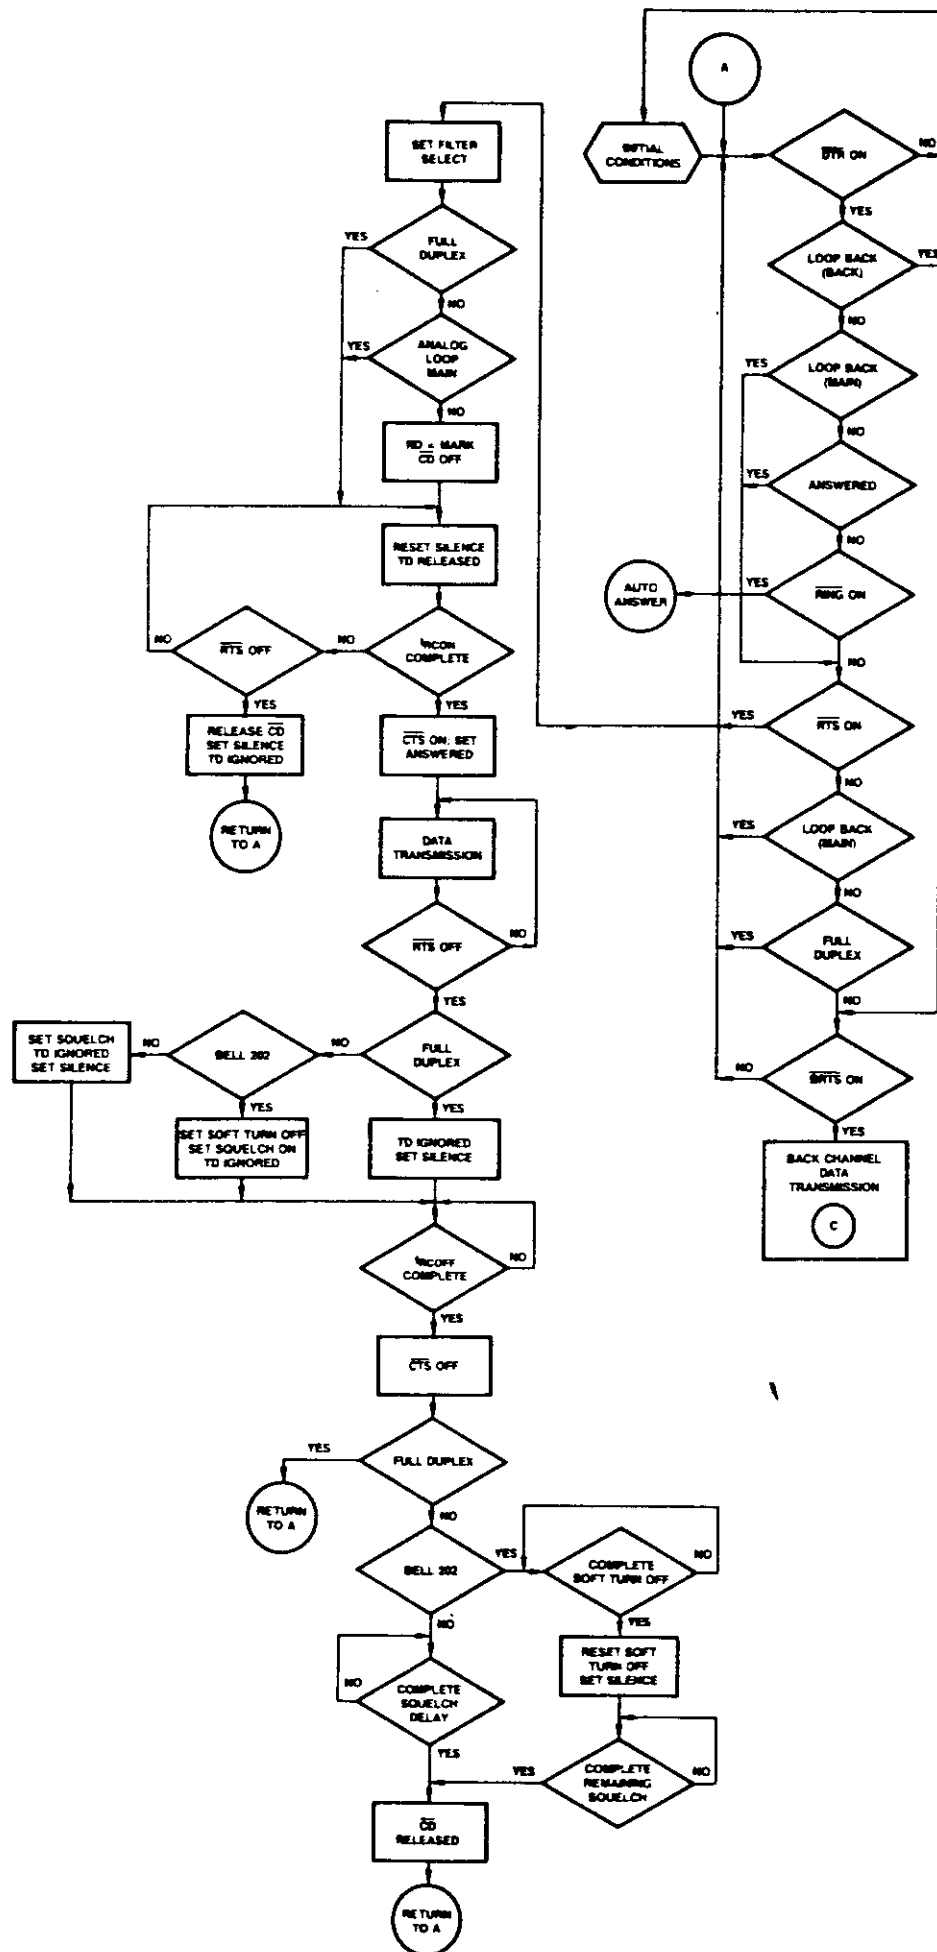 A
INITIAL
CONDITIONS
DTR ON
NO
YES
LOOP BACK
(BACK)
YES
NO
LOOP BACK
(MAIN)
YES
NO
ANSWERED
YES
NO
RING ON
YES
AUTO
ANSWER
NO
RTS ON
YES
NO
LOOP BACK
(MAIN)
YES
NO
FULL
DUPLEX
YES
NO
BRTS ON
NO
YES
BACK CHANNEL
DATA
TRANSMISSION
C
SET FILTER
SELECT
FULL
DUPLEX
YES
NO
ANALOG
LOOP
MAIN
YES
NO
RD = MARK
CD OFF
RESET SILENCE
TD RELEASED
tRCON
COMPLETE
NO
RTS OFF
NO
YES
RELEASE CD
SET SILENCE
TD IGNORED
RETURN
TO A
YES
CTS ON; SET
ANSWERED
DATA
TRANSMISSION
RTS OFF
NO
YES
FULL
DUPLEX
NO
BELL 202
NO
SET SQUELCH
TD IGNORED
SET SILENCE
YES
SET SOFT TURN OFF
SET SQUELCH ON
TD IGNORED
YES
TD IGNORED
SET SILENCE
tRCOFF
COMPLETE
NO
YES
CTS OFF
FULL DUPLEX
YES
RETURN
TO A
NO
BELL 202
YES
COMPLETE
SOFT TURN OFF
NO
YES
RESET SOFT
TURN OFF
SET SILENCE
NO
COMPLETE
SQUELCH
DELAY
NO
YES
COMPLETE
REMAINING
SQUELCH
NO
YES
CD
RELEASED
RETURN
TO A